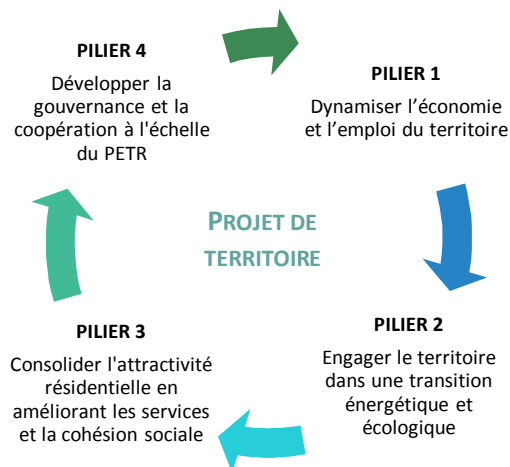 PILIER 4
Développer la
gouvernance et la
coopération à l'échelle
du PETR
PILIER 1
Dynamiser l’économie
et l’emploi du territoire
PROJET DE
TERRITOIRE
PILIER 2
Engager le territoire
dans une transition
énergétique et
écologique
PILIER 3
Consolider l'attractivité
résidentielle en
améliorant les services
et la cohésion sociale